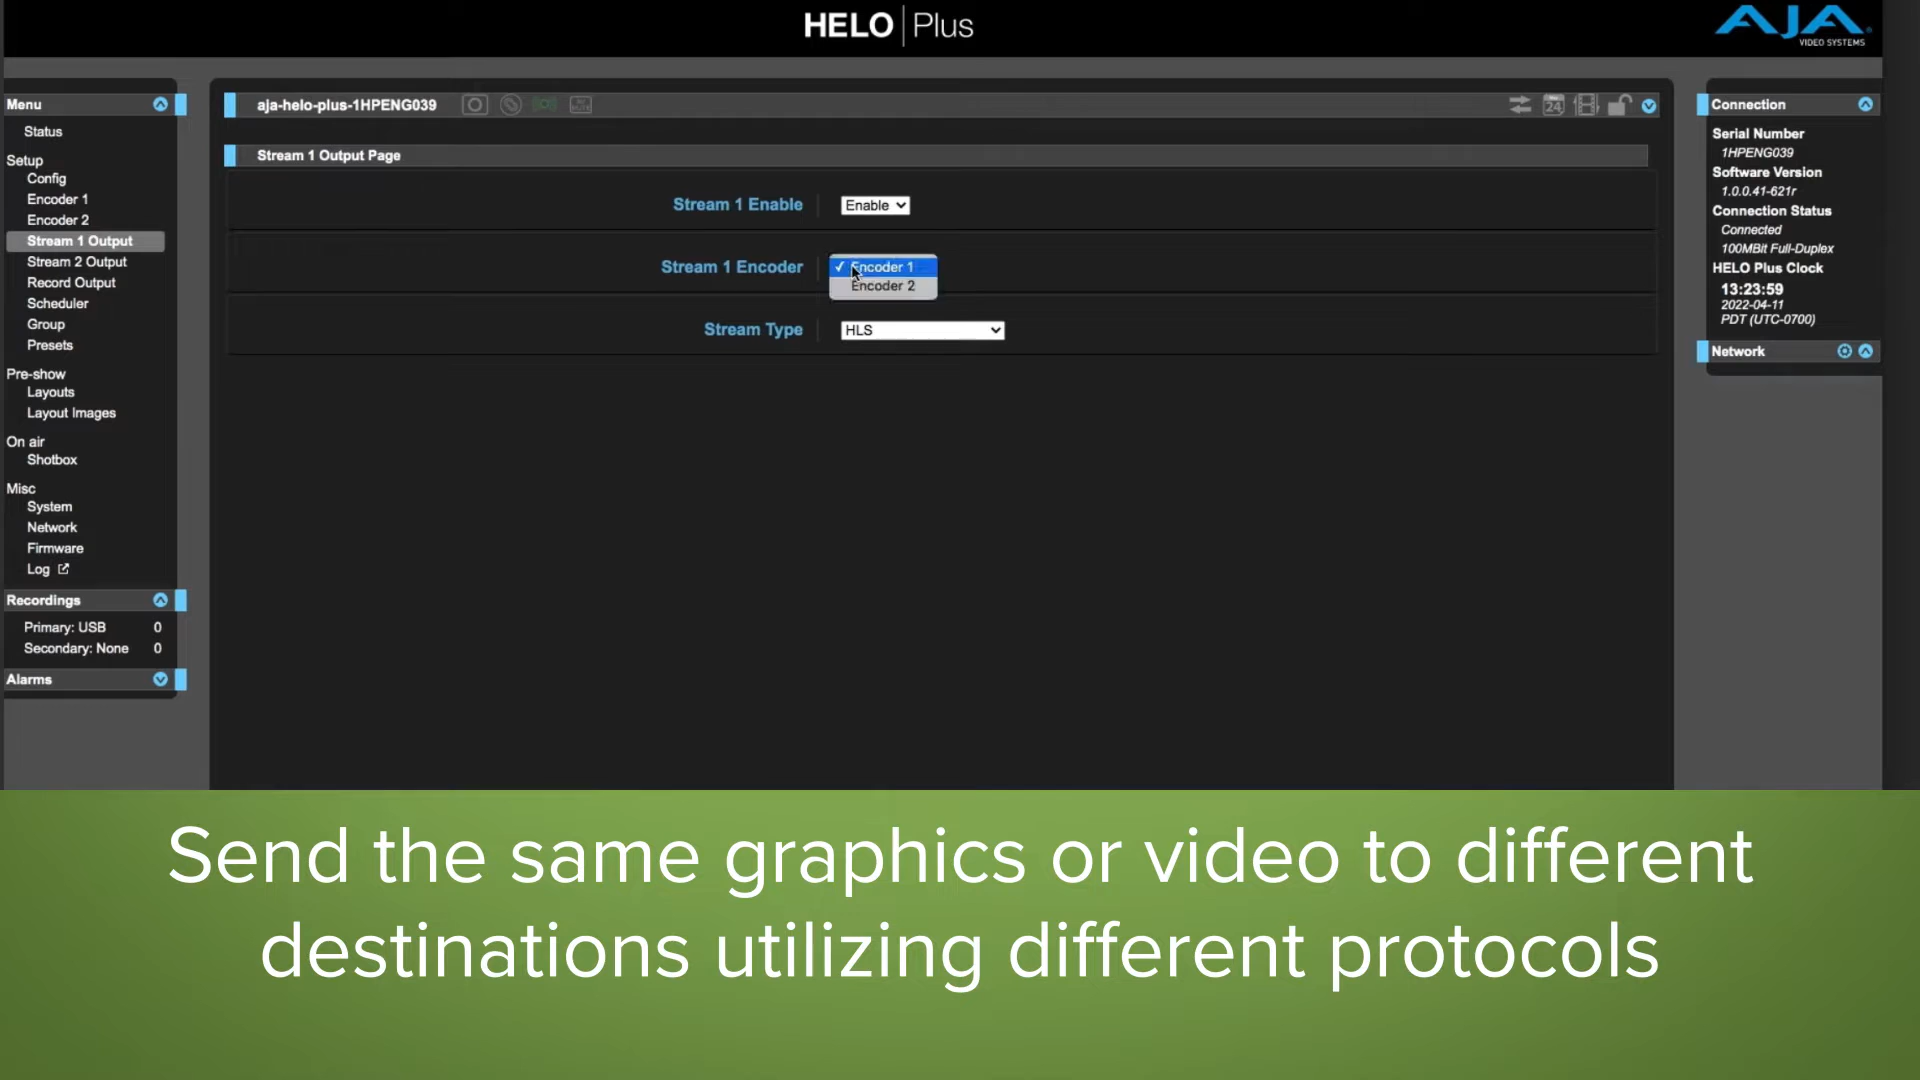 HELO | Plus
AJA
VIDEO SYSTEMS
Menu
Status
Setup
Config
Encoder 1
Encoder 2
Stream 1 Output
Stream 2 Output
Record Output
Scheduler
Group
Presets
Pre-show
Layouts
Layout Images
On air
Shotbox
Misc
System
Network
Firmware
Log
Recordings
Primary: USB 0
Secondary: None 0
Alarms
aja-helo-plus-1HPENG039
24
Stream 1 Output Page
Stream 1 Enable Enable
Stream 1 Encoder ✓ Encoder 1
Encoder 2
Stream Type HLS
Connection
Serial Number
1HPENG039
Software Version
1.0.0.41-621r
Connection Status
Connected
100MBit Full-Duplex
HELO Plus Clock
13:23:59
2022-04-11
PDT (UTC-0700)
Network
Send the same graphics or video to different
destinations utilizing different protocols